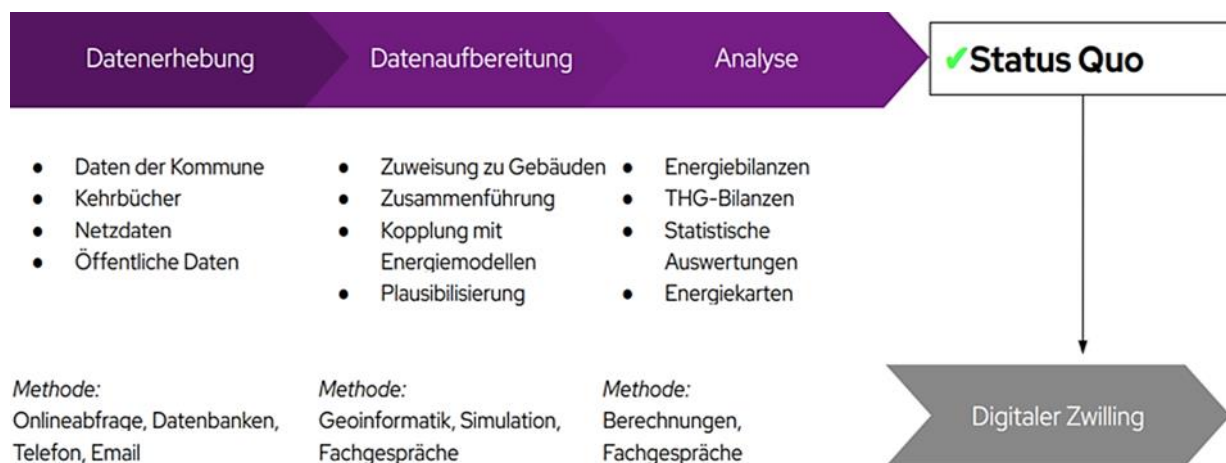 Datenerhebung
Datenaufbereitung
Analyse
✓Status Quo
● Daten der Kommune
● Kehrbücher
● Netzdaten
● Öffentliche Daten
● Zuweisung zu Gebäuden
● Zusammenführung
● Kopplung mit
Energiemodellen
● Plausibilisierung
● Energiebilanzen
● THG-Bilanzen
● Statistische
Auswertungen
● Energiekarten
Methode:
Onlineabfrage, Datenbanken,
Telefon, Email
Methode:
Geoinformatik, Simulation,
Fachgespräche
Methode:
Berechnungen,
Fachgespräche
Digitaler Zwilling